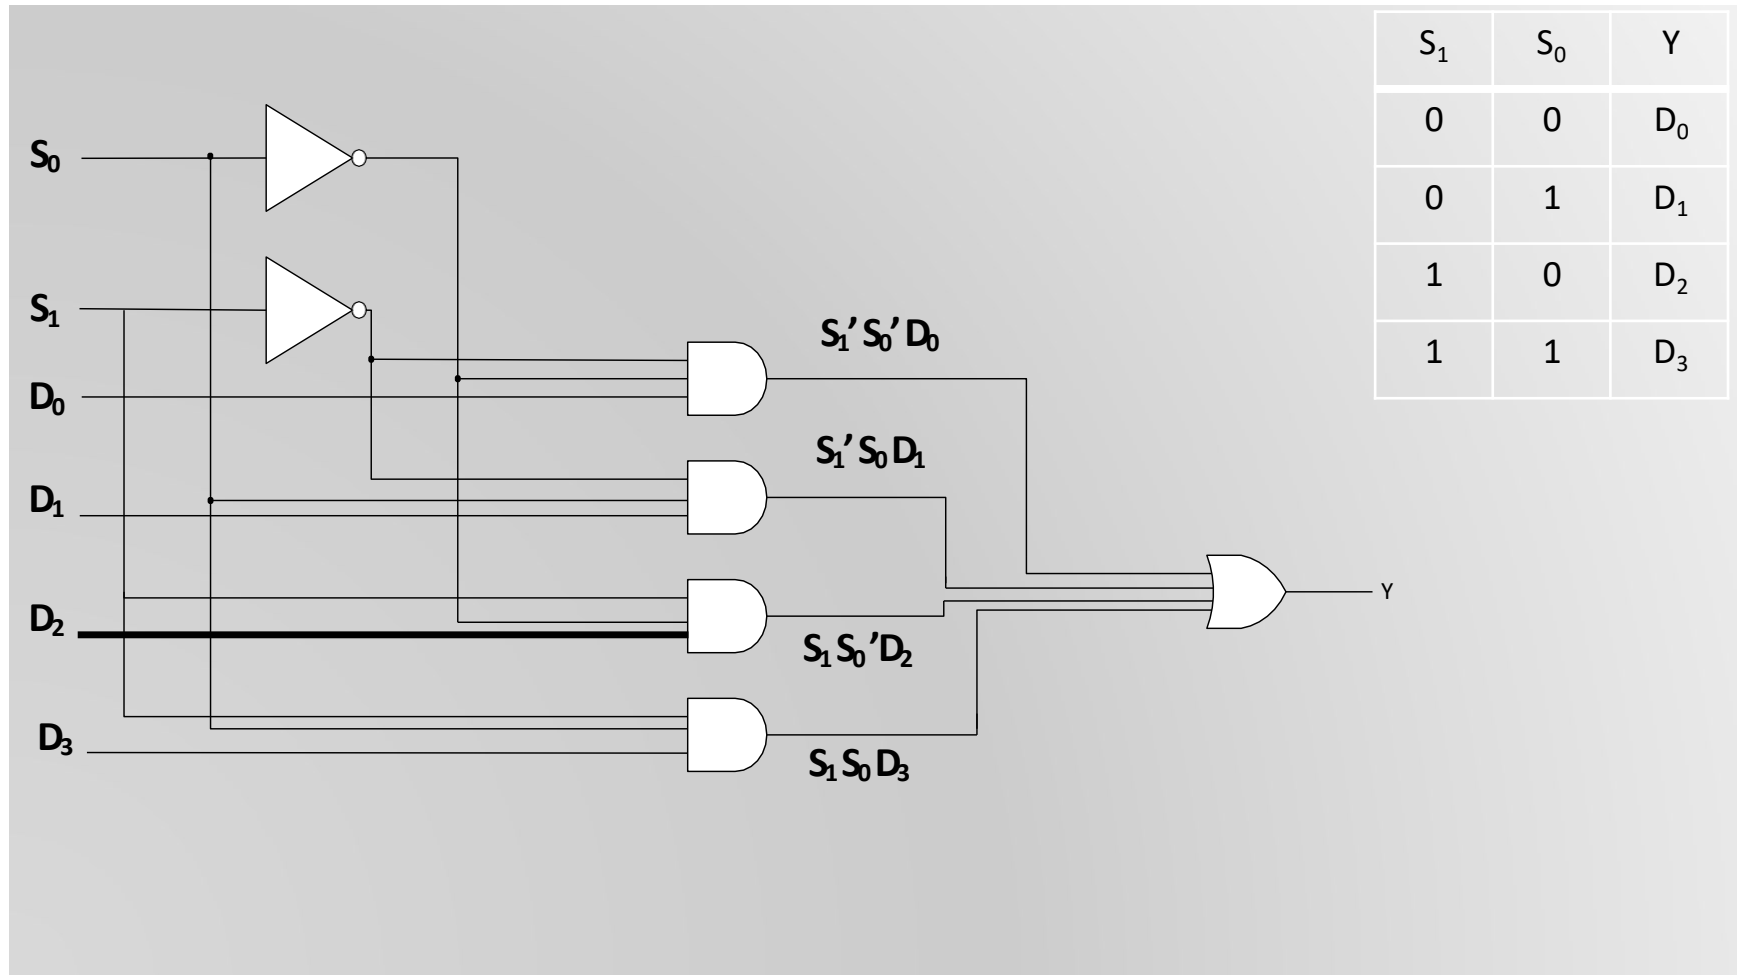 S₁ S₀ Y
0 0 D₀
0 1 D₁
1 0 D₂
1 1 D₃
S₀
S₁
D₀
D₁
D₂
D₃
S₁’S₀’D₀
S₁’S₀D₁
S₁S₀’D₂
S₁S₀D₃
Y